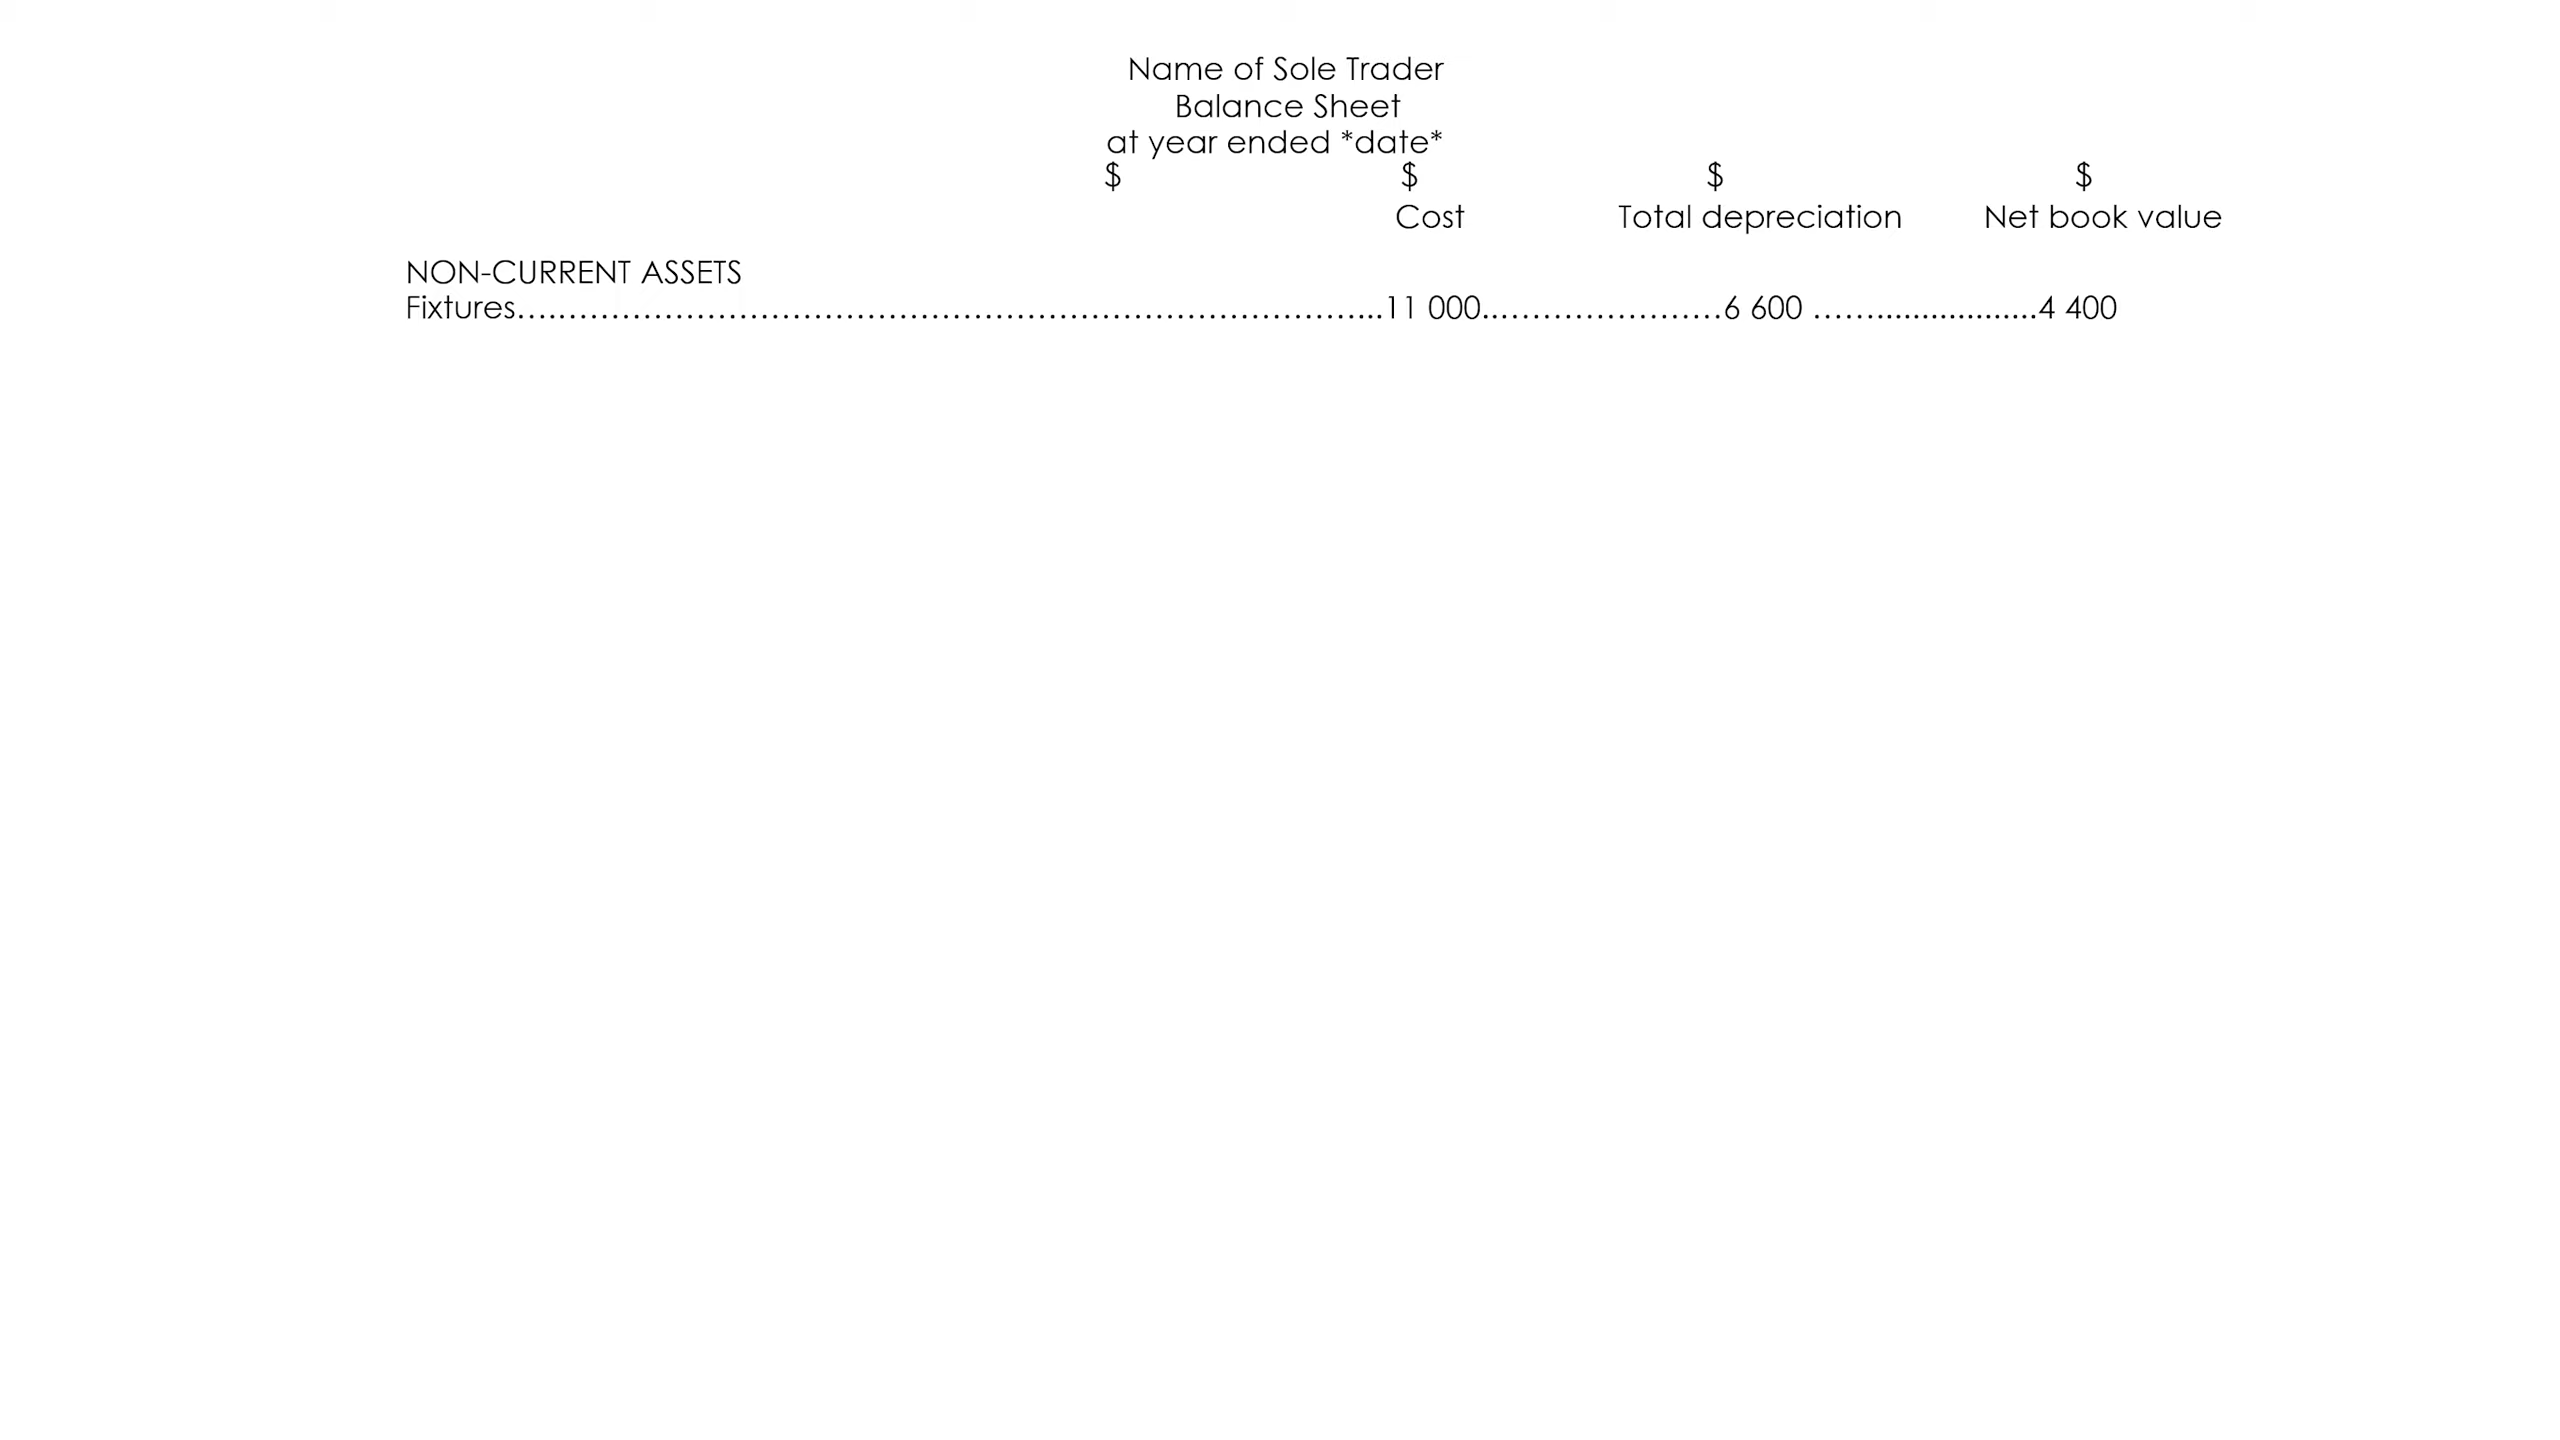 Name of Sole Trader
Balance Sheet
at year ended *date*
$ $ $ $
Cost Total depreciation Net book value
NON-CURRENT ASSETS
Fixtures…………………………………………………………………………...11 000.……………………6 600 ……...................4 400